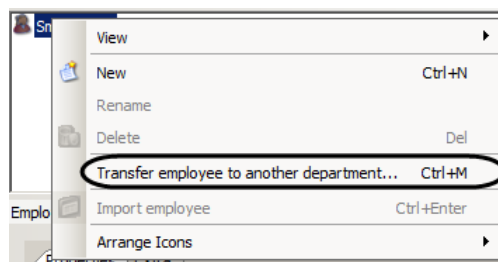 View
New Ctrl+N
Rename
Delete Del
Transfer employee to another department... Ctrl+M
Import employee Ctrl+Enter
Arrange Icons